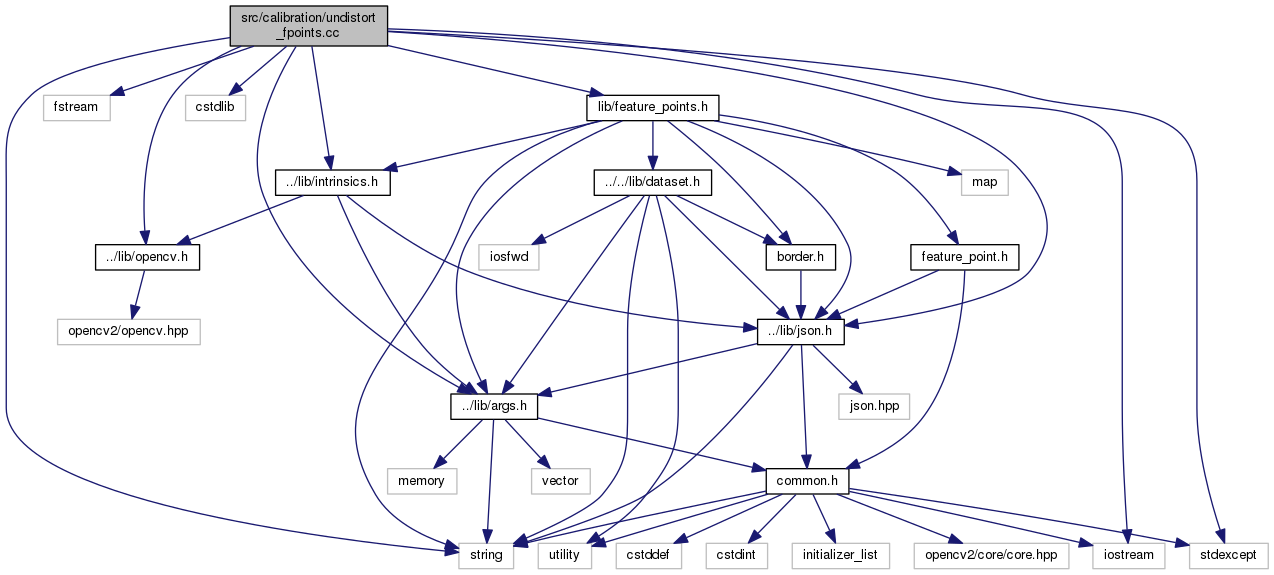 src/calibration/undistort
_fpoints.cc
fstream
cstdlib
lib/feature_points.h
../lib/intrinsics.h
../../lib/dataset.h
map
../lib/opencv.h
iosfwd
border.h
feature_point.h
opencv2/opencv.hpp
../lib/json.h
../lib/args.h
json.hpp
memory
vector
common.h
string
utility
cstddef
cstdint
initializer_list
opencv2/core/core.hpp
iostream
stdexcept